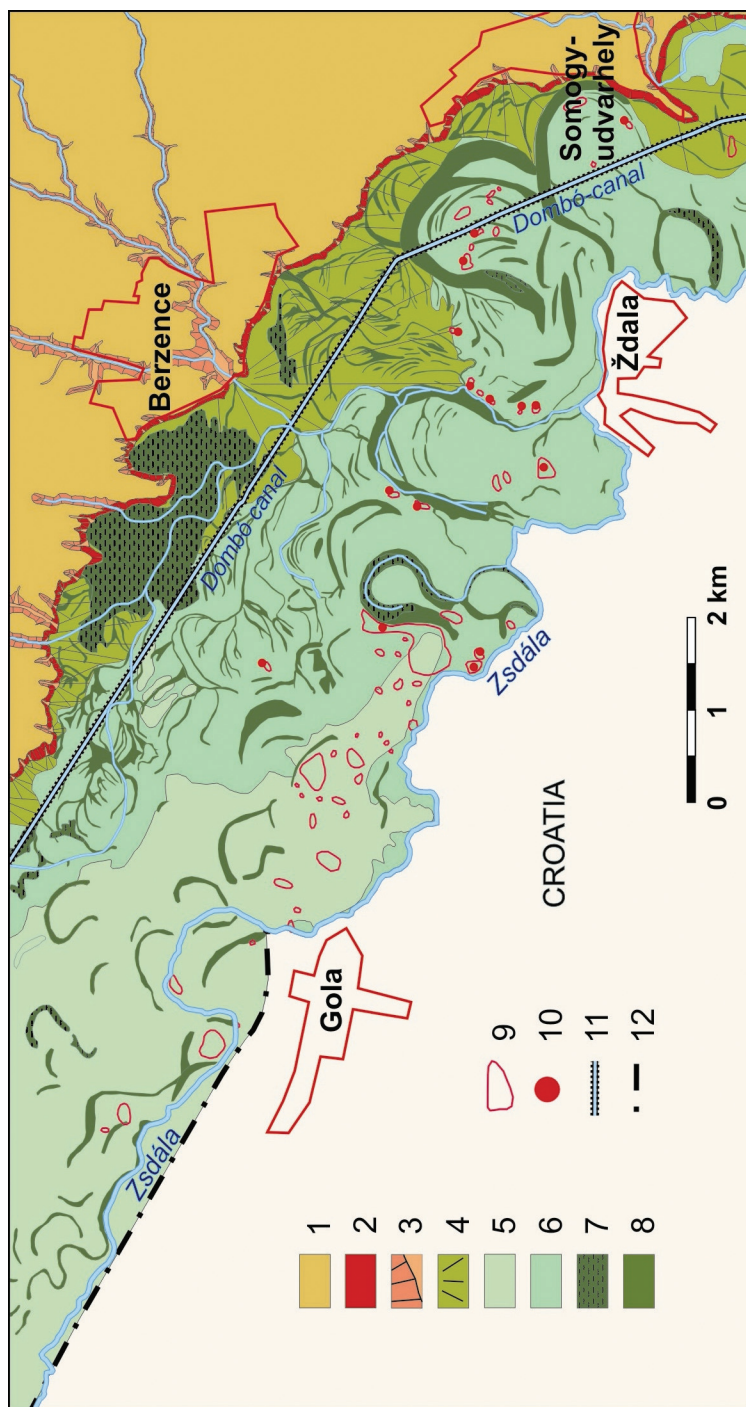 Berzence
Somogy-
udvarhely
Dombó-canal
Dombó-canal
Ždala
Zsdála
Gola
Zsdála
CROATIA
0 1 2 km
1
2
3
4
5
6
7
8
9
10
11
12